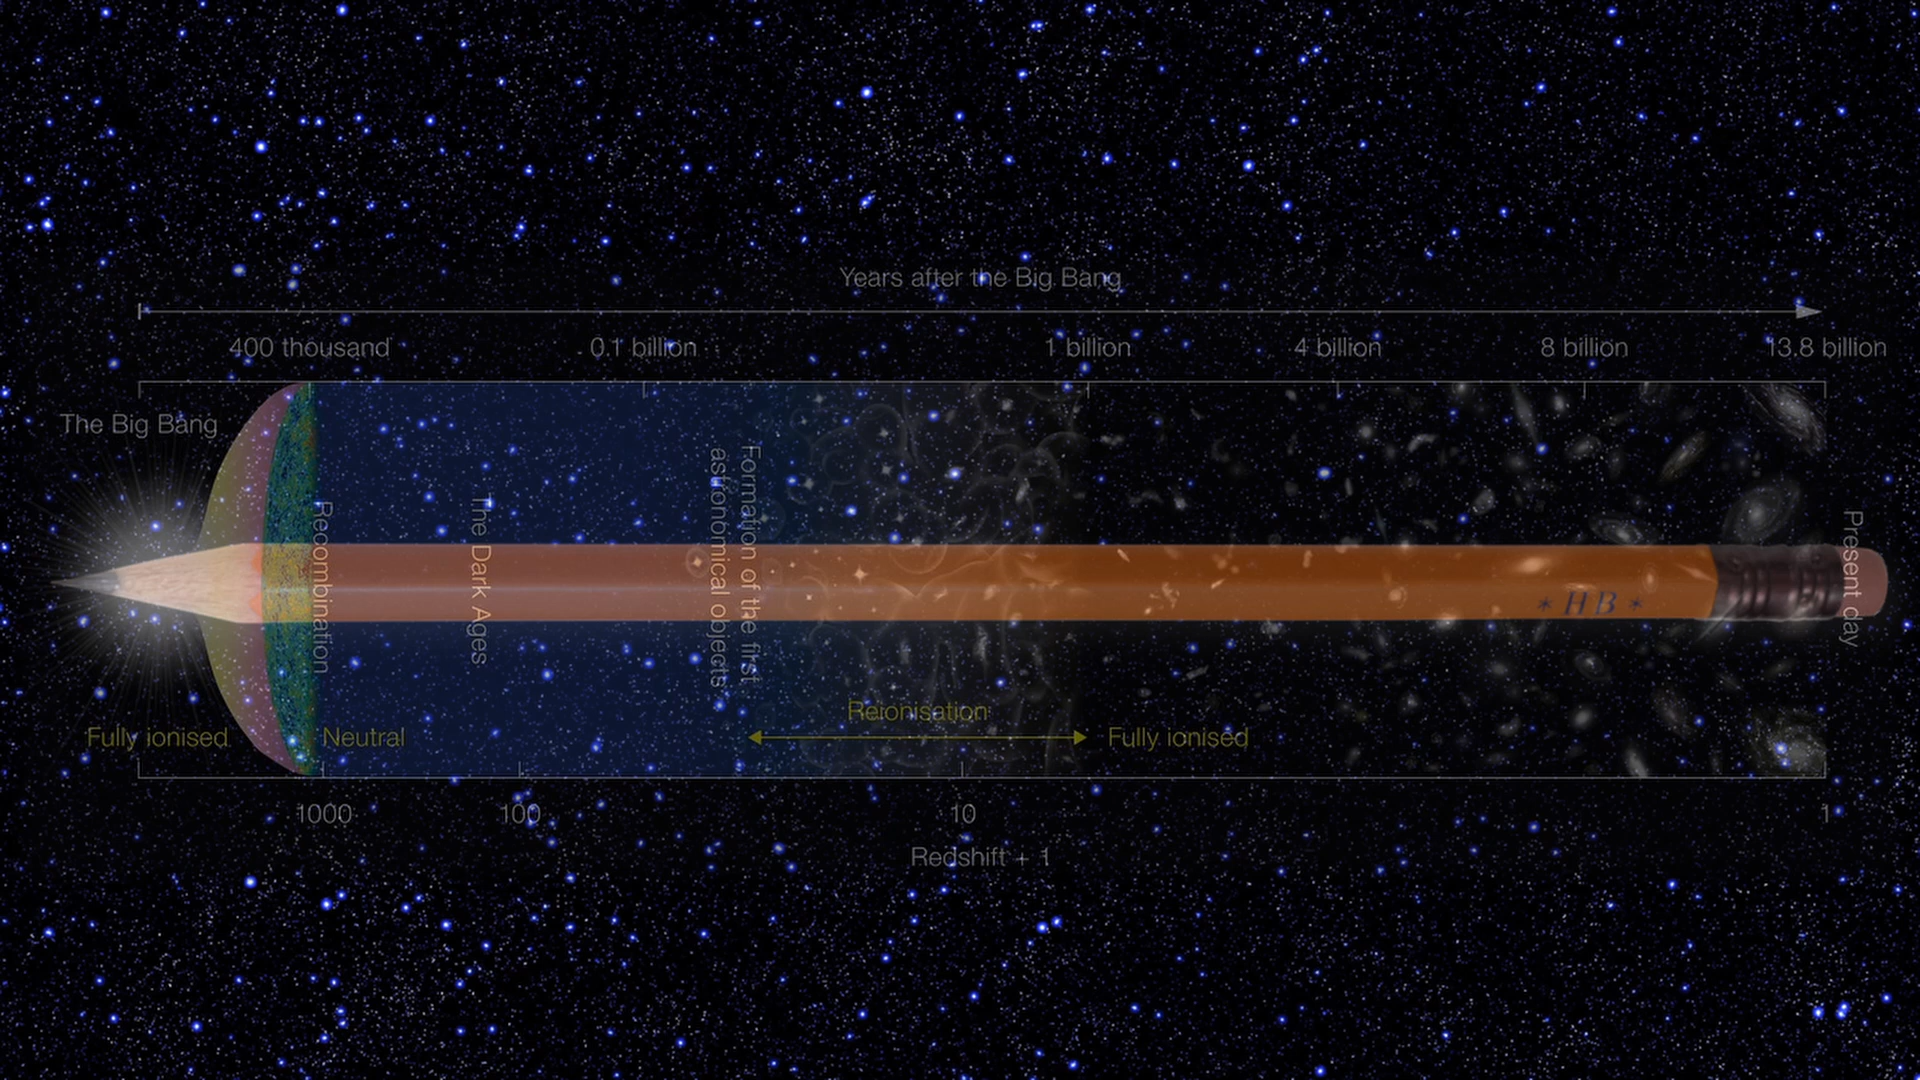 Years after the Big Bang
400 thousand
0.1 billion
1 billion
4 billion
8 billion
13.8 billion
The Big Bang
Recombination
The Dark Ages
Formation of the first
astronomical objects
Present day
* H B *
Reionisation
Fully ionised
Neutral
Fully ionised
1000
100
10
1
Redshift + 1